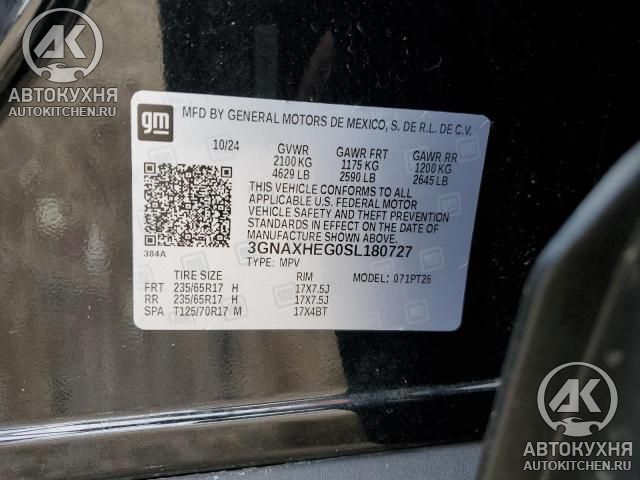 AK
АВТОКУХНЯ
AUTOKITCHEN.RU
gm
MFD BY GENERAL MOTORS DE MEXICO, S. DE R.L. DE C.V.
10/24 GVWR GAWR FRT GAWR RR
2100 KG 1175 KG 1200 KG
4629 LB 2590 LB 2645 LB
THIS VEHICLE CONFORMS TO ALL
APPLICABLE U.S. FEDERAL MOTOR
VEHICLE SAFETY AND THEFT PREVENTION
STANDARDS IN EFFECT ON THE DATE OF
MANUFACTURE SHOWN ABOVE.
384A 3GNAXHEG0SL180727
TYPE: MPV MODEL: 071PT26
TIRE SIZE RIM
FRT 235/65R17 H 17X7.5J
RR 235/65R17 H 17X7.5J
SPA T125/70R17 M 17X4BT
AK
АВТОКУХНЯ
AUTOKITCHEN.RU